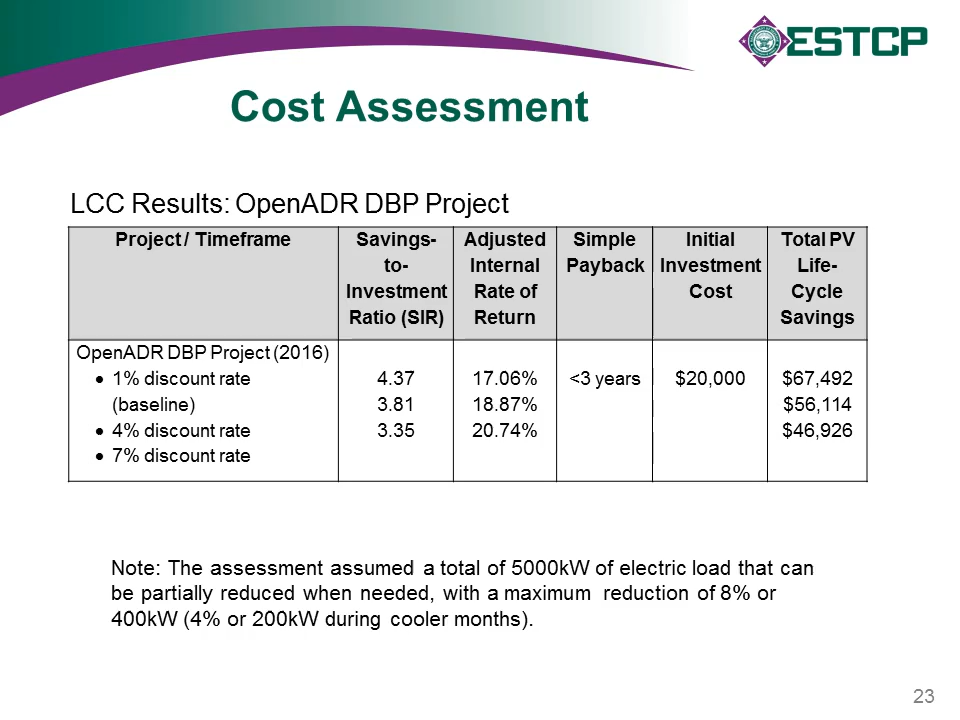 ESTCP
Cost Assessment
LCC Results: OpenADR DBP Project
Project / Timeframe
Savings-
to-
Investment
Ratio (SIR)
Adjusted
Internal
Rate of
Return
Simple
Payback
Initial
Investment
Cost
Total PV
Life-
Cycle
Savings
OpenADR DBP Project (2016)
• 1% discount rate
(baseline)
• 4% discount rate
• 7% discount rate
4.37
3.81
3.35
17.06%
18.87%
20.74%
<3 years
$20,000
$67,492
$56,114
$46,926
Note: The assessment assumed a total of 5000kW of electric load that can
be partially reduced when needed, with a maximum reduction of 8% or
400kW (4% or 200kW during cooler months).
23